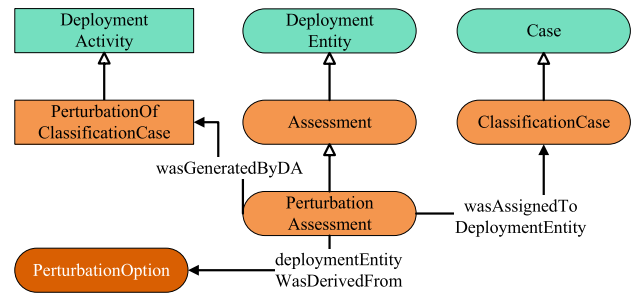 Deployment
Activity
Deployment
Entity
Case
PerturbationOf
ClassificationCase
Assessment
ClassificationCase
wasGeneratedByDA
Perturbation
Assessment
wasAssignedTo
DeploymentEntity
PerturbationOption
deploymentEntity
WasDerivedFrom